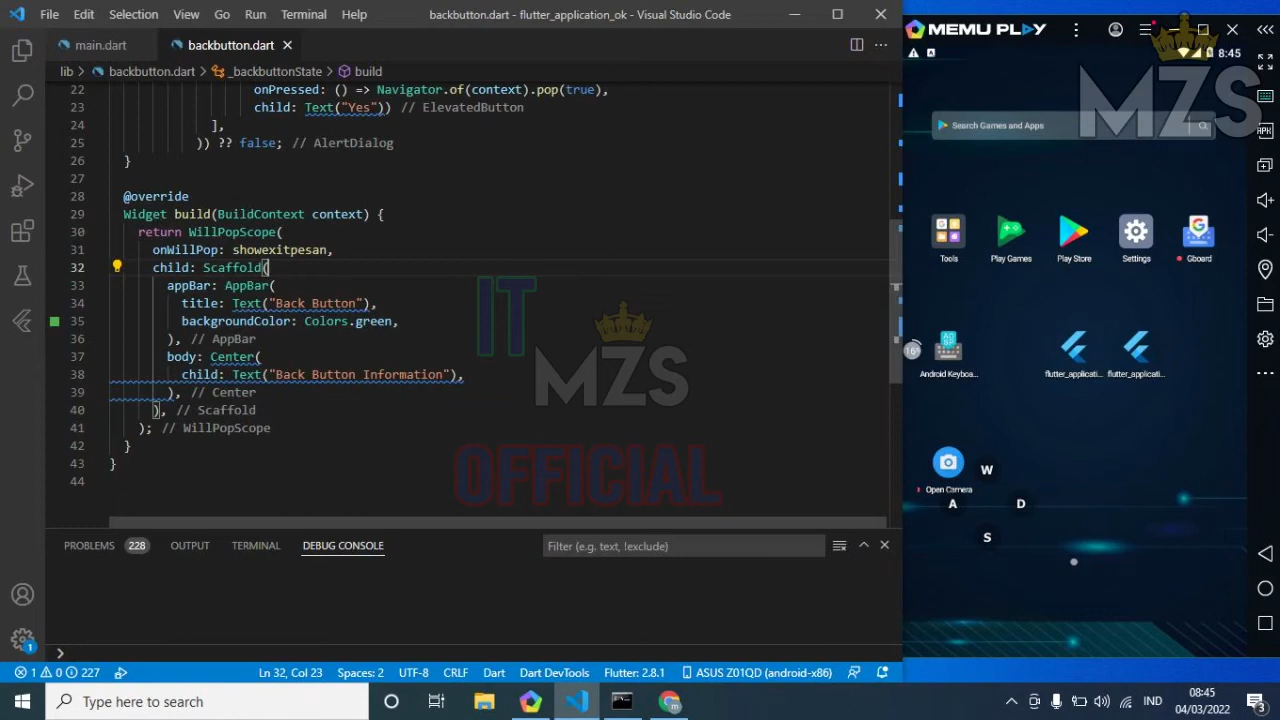 File Edit Selection View Go Run Terminal Help backbutton.dart - flutter_application_ok - Visual Studio Code
main.dart backbutton.dart
lib > backbutton.dart > _backbuttonState > build
22 onPressed: () => Navigator.of(context).pop(true),
23 child: Text("Yes")) // ElevatedButton
24 ],
25 )) ?? false; // AlertDialog
26 }
27
28 @override
29 Widget build(BuildContext context) {
30 return WillPopScope(
31 onWillPop: showexitpesan,
32 child: Scaffold(
33 appBar: AppBar(
34 title: Text("Back Button"),
35 backgroundColor: Colors.green,
36 ), // AppBar
37 body: Center(
38 child: Text("Back Button Information"),
39 ), // Center
40 ), // Scaffold
41 ); // WillPopScope
42 }
43 }
44
IT
MZS
OFFICIAL
PROBLEMS 228 OUTPUT TERMINAL DEBUG CONSOLE Filter (e.g. text, !exclude)
1 0 227 Ln 32, Col 23 Spaces: 2 UTF-8 CRLF Dart Dart DevTools Flutter: 2.8.1 ASUS Z01QD (android-x86)
1
MEMU PLAY
8:45
MZS
Search Games and Apps
APK
Tools Play Games Play Store Settings Gboard
16°
Android Keyboa... flutter_applicati... flutter_applicati...
Open Camera
W
A D
S
Type here to search IND 08:45
04/03/2022
3